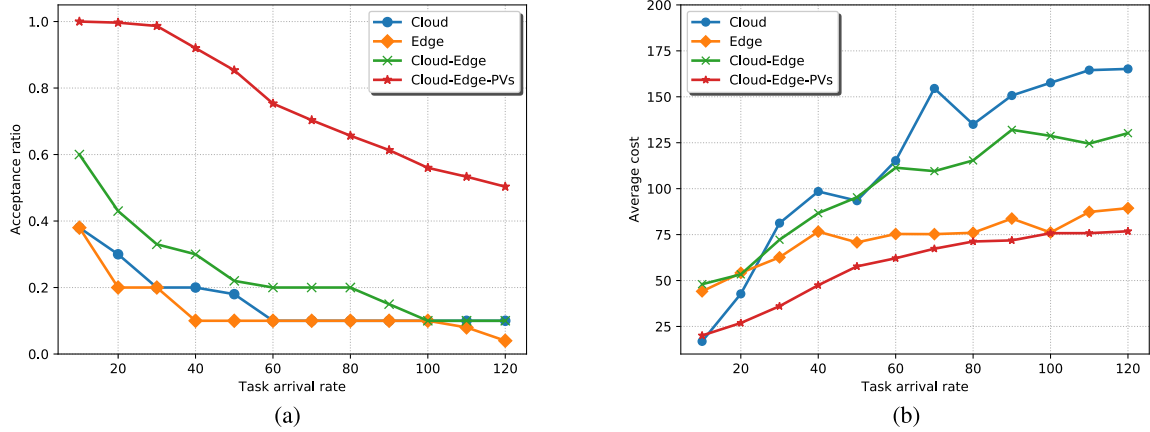 1.0
0.8
0.6
0.4
0.2
0.0
Acceptance ratio
20 40 60 80 100 120
Task arrival rate
Cloud
Edge
Cloud-Edge
Cloud-Edge-PVs
(a)
200
175
150
125
100
75
50
25
Average cost
20 40 60 80 100 120
Task arrival rate
Cloud
Edge
Cloud-Edge
Cloud-Edge-PVs
(b)